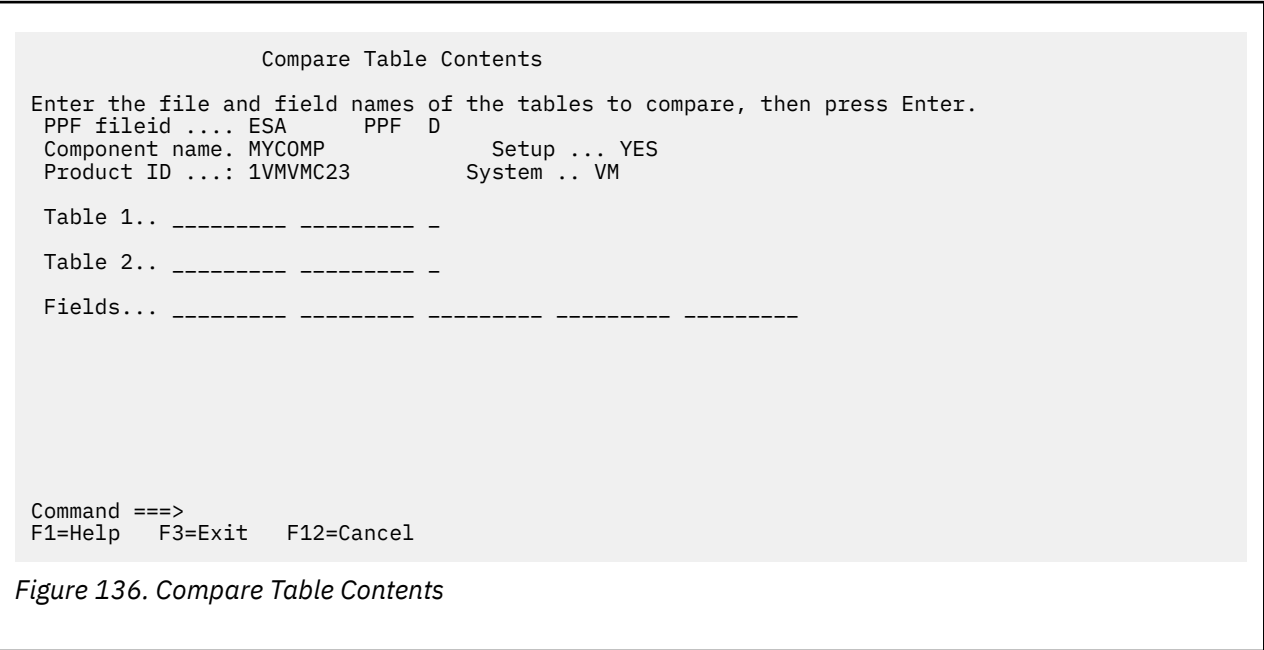 Compare Table Contents
Enter the file and field names of the tables to compare, then press Enter.
PPF fileid .... ESA      PPF  D
Component name. MYCOMP             Setup ... YES
Product ID ...: 1VMVMC23         System .. VM
Table 1.. _________ _________ _
Table 2.. _________ _________ _
Fields... _________ _________ _________ _________ _________
Command ===>
F1=Help   F3=Exit   F12=Cancel
Figure 136. Compare Table Contents